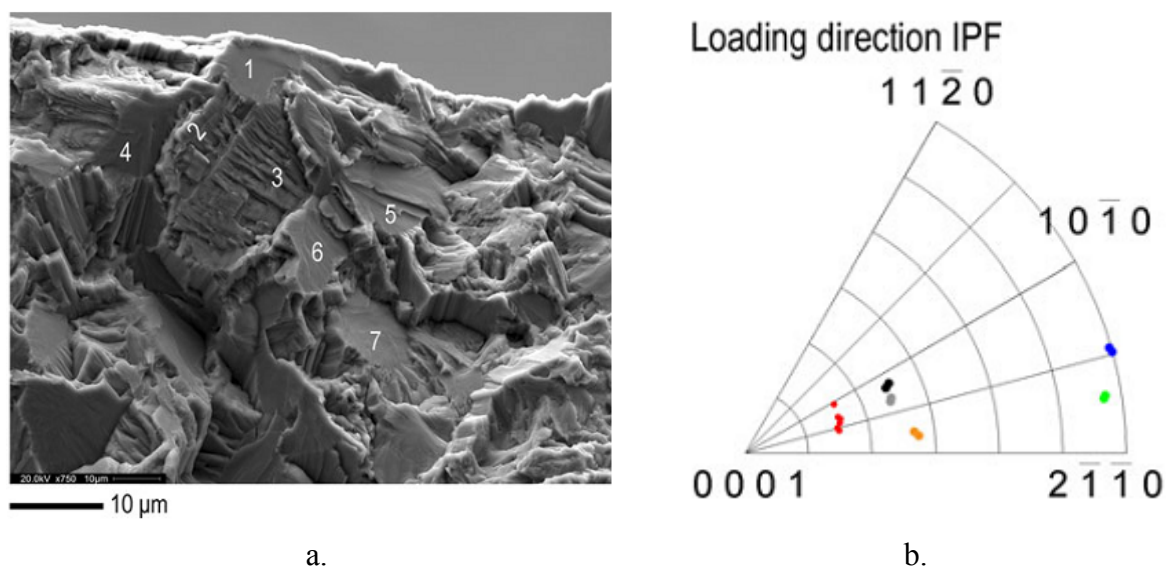 Loading direction IPF
1 1 2̅ 0
1 0 1̅ 0
0 0 0 1
2 1̅ 1̅ 0
1
2
3
4
5
6
7
20.0kV x750 10µm
10 µm
a.
b.